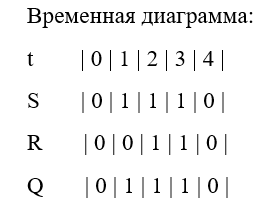 Временная диаграмма:
t | 0 | 1 | 2 | 3 | 4 |
S | 0 | 1 | 1 | 1 | 0 |
R | 0 | 0 | 1 | 1 | 0 |
Q | 0 | 1 | 1 | 1 | 0 |